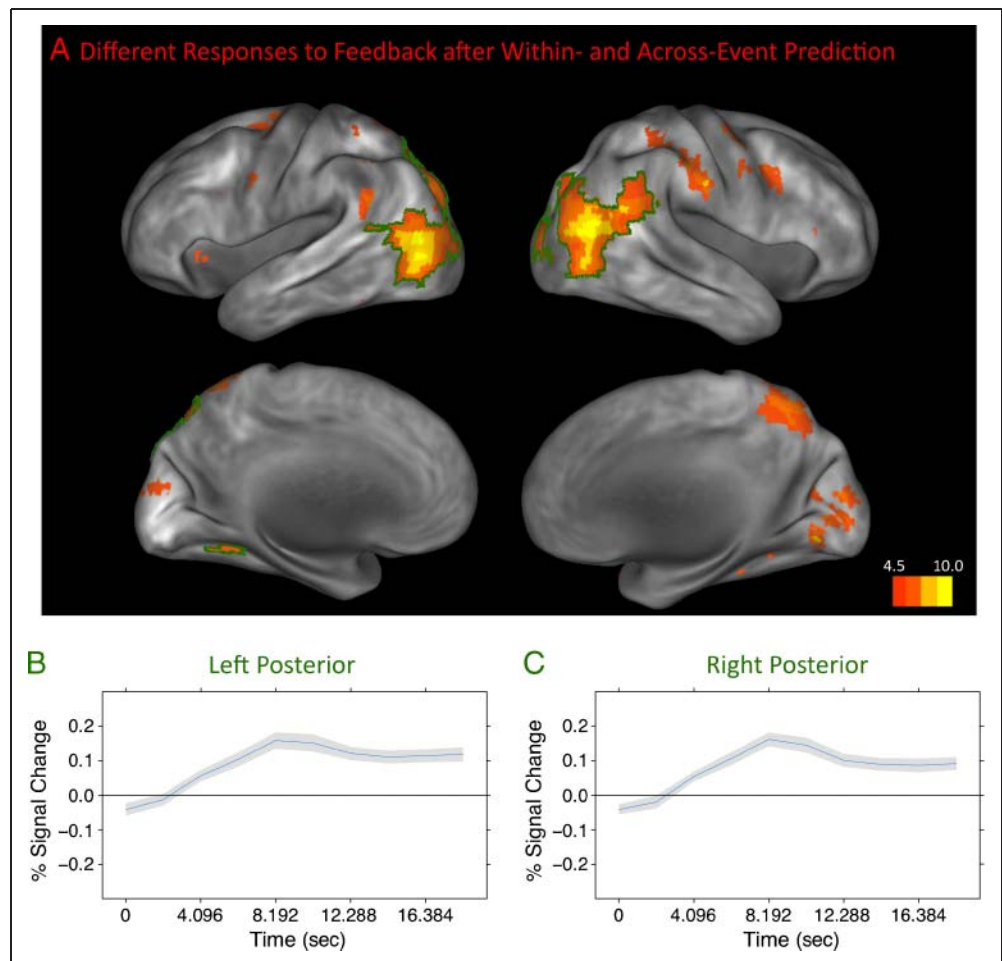 A Different Responses to Feedback after Within- and Across-Event Prediction
4.5 10.0
B Left Posterior
% Signal Change
0.2
0.1
0.0
−0.1
−0.2
0 4.096 8.192 12.288 16.384
Time (sec)
C Right Posterior
% Signal Change
0.2
0.1
0.0
−0.1
−0.2
0 4.096 8.192 12.288 16.384
Time (sec)